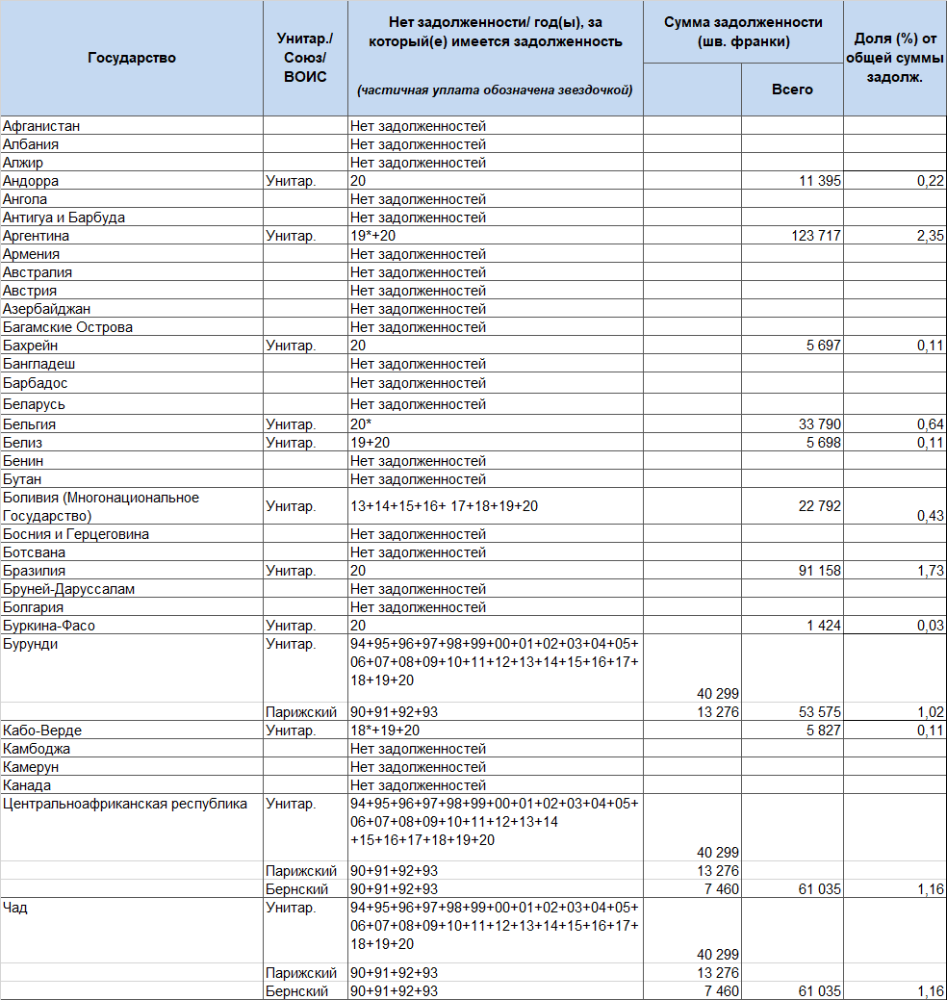 Государство
Унитар./
Союз/
ВОИС
Нет задолженности/ год(ы), за
который(е) имеется задолженность
(частичная уплата обозначена звездочкой)
Сумма задолженности
(шв. франки)
Всего
Доля (%) от
общей суммы
задолж.
Афганистан Нет задолженностей
Албания Нет задолженностей
Алжир Нет задолженностей
Андорра Унитар. 20 11 395 0,22
Ангола Нет задолженностей
Антигуа и Барбуда Нет задолженностей
Аргентина Унитар. 19*+20 123 717 2,35
Армения Нет задолженностей
Австралия Нет задолженностей
Австрия Нет задолженностей
Азербайджан Нет задолженностей
Багамские Острова Нет задолженностей
Бахрейн Унитар. 20 5 697 0,11
Бангладеш Нет задолженностей
Барбадос Нет задолженностей
Беларусь Нет задолженностей
Бельгия Унитар. 20* 33 790 0,64
Белиз Унитар. 19+20 5 698 0,11
Бенин Нет задолженностей
Бутан Нет задолженностей
Боливия (Многонациональное
Государство) Унитар. 13+14+15+16+ 17+18+19+20 22 792 0,43
Босния и Герцеговина Нет задолженностей
Ботсвана Нет задолженностей
Бразилия Унитар. 20 91 158 1,73
Бруней-Даруссалам Нет задолженностей
Болгария Нет задолженностей
Буркина-Фасо Унитар. 20 1 424 0,03
Бурунди Унитар. 94+95+96+97+98+99+00+01+02+03+04+05+
06+07+08+09+10+11+12+13+14+15+16+17+
18+19+20
40 299
Парижский 90+91+92+93 13 276 53 575 1,02
Кабо-Верде Унитар. 18*+19+20 5 827 0,11
Камбоджа Нет задолженностей
Камерун Нет задолженностей
Канада Нет задолженностей
Центральноафриканская республика Унитар. 94+95+96+97+98+99+00+01+02+03+04+05+
06+07+08+09+10+11+12+13+14
+15+16+17+18+19+20
40 299
Парижский 90+91+92+93 13 276
Бернский 90+91+92+93 7 460 61 035 1,16
Чад Унитар. 94+95+96+97+98+99+00+01+02+03+04+05+
06+07+08+09+10+11+12+13+14+15+16+17+
18+19+20
40 299
Парижский 90+91+92+93 13 276
Бернский 90+91+92+93 7 460 61 035 1,16